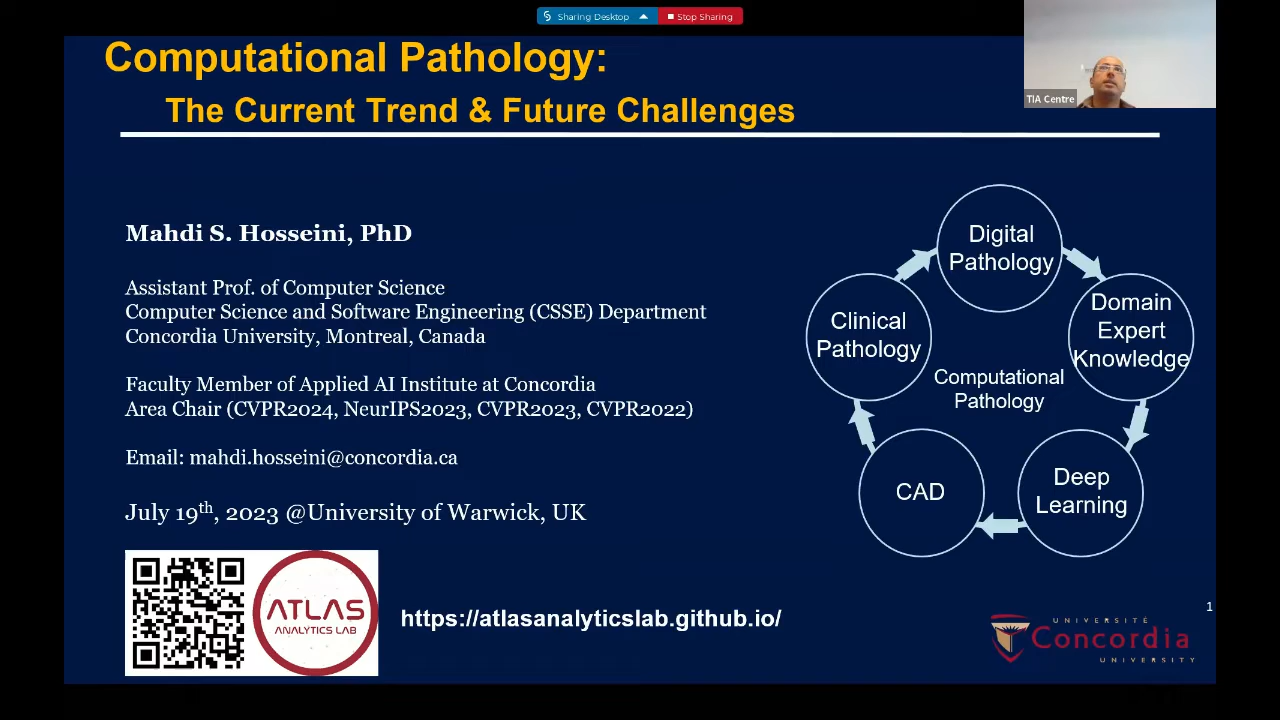 Sharing Desktop
Stop Sharing
Computational Pathology:
The Current Trend & Future Challenges
TIA Centre
Mahdi S. Hosseini, PhD
Assistant Prof. of Computer Science
Computer Science and Software Engineering (CSSE) Department
Concordia University, Montreal, Canada
Faculty Member of Applied AI Institute at Concordia
Area Chair (CVPR2024, NeurIPS2023, CVPR2023, CVPR2022)
Email: mahdi.hosseini@concordia.ca
July 19th, 2023 @University of Warwick, UK
Digital
Pathology
Domain
Expert
Knowledge
Deep
Learning
CAD
Clinical
Pathology
Computational
Pathology
ATLAS
ANALYTICS LAB
https://atlasanalyticslab.github.io/
1
UNIVERSITÉ
Concordia
UNIVERSITY